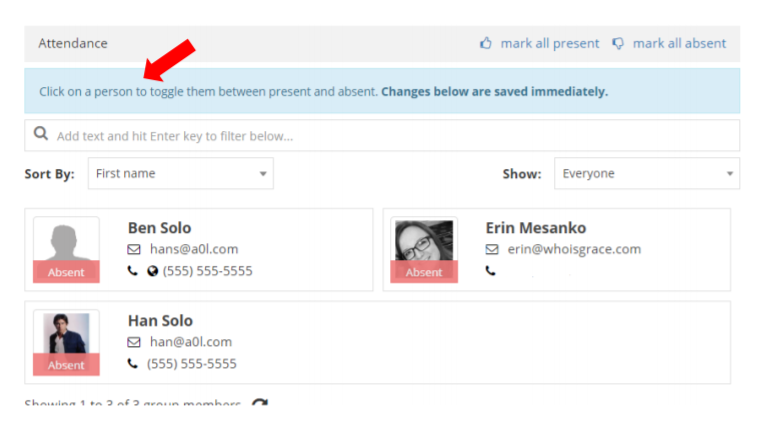 Attendance mark all present mark all absent
Click on a person to toggle them between present and absent. Changes below are saved immediately.
Add text and hit Enter key to filter below...
Sort By: First name Show: Everyone
Ben Solo
hans@a0l.com
(555) 555-5555
Absent
Erin Mesanko
erin@whoisgrace.com
Absent
Han Solo
han@a0l.com
(555) 555-5555
Absent
Showing 1 to 3 of 3 group members